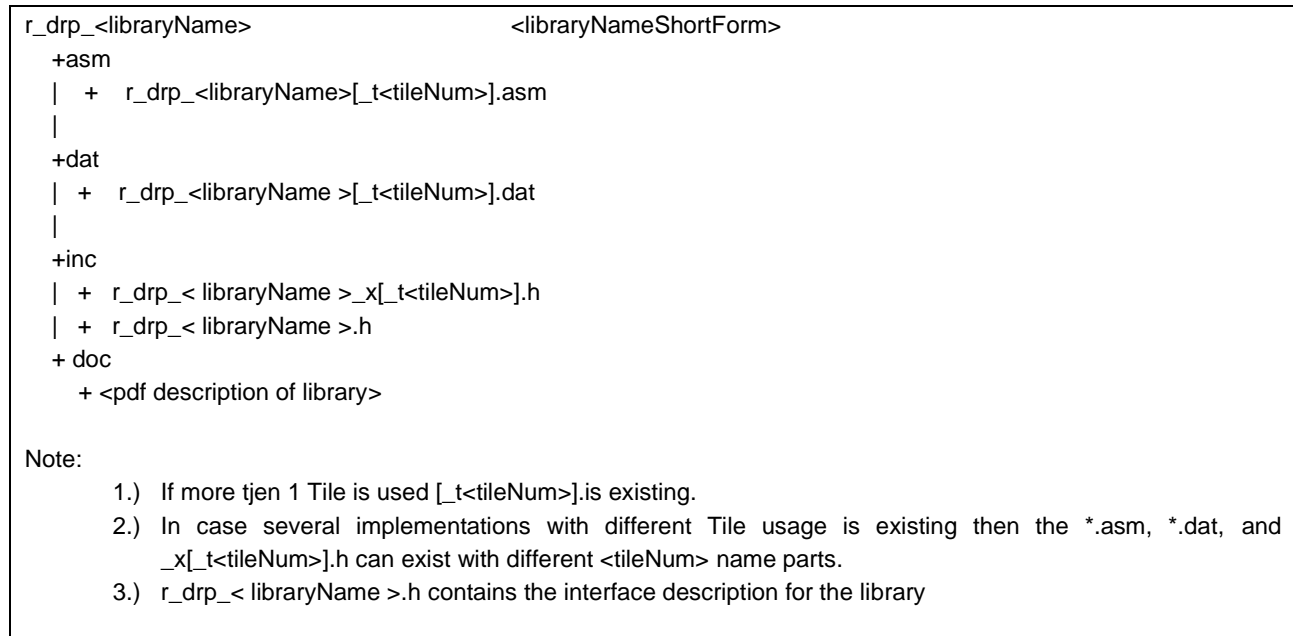 r_drp_<libraryName> <libraryNameShortForm>
+asm
| + r_drp_<libraryName>[_t<tileNum>].asm
|
+dat
| + r_drp_<libraryName >[_t<tileNum>].dat
|
+inc
| + r_drp_< libraryName >_x[_t<tileNum>].h
| + r_drp_< libraryName >.h
+ doc
+ <pdf description of library>
Note:
1.) If more tjen 1 Tile is used [_t<tileNum>].is existing.
2.) In case several implementations with different Tile usage is existing then the *.asm, *.dat, and
_x[_t<tileNum>].h can exist with different <tileNum> name parts.
3.) r_drp_< libraryName >.h contains the interface description for the library